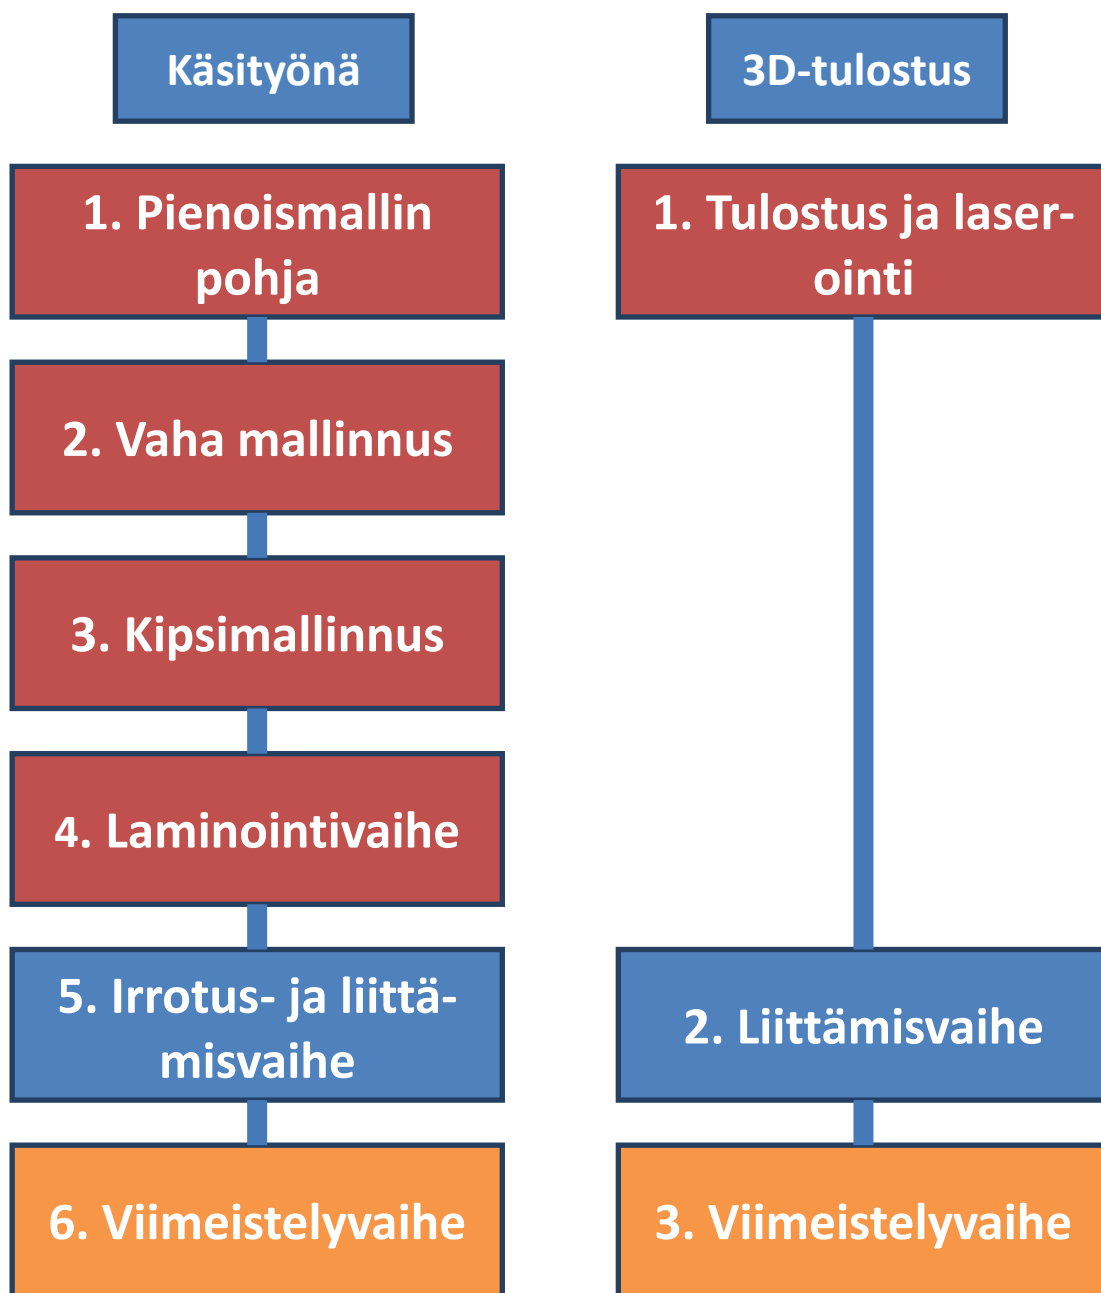 Käsityönä
3D-tulostus
1. Pienoismallin
pohja
1. Tulostus ja laser-
ointi
2. Vaha mallinnus
3. Kipsimallinnus
4. Laminointivaihe
5. Irrotus- ja liittä-
misvaihe
2. Liittämisvaihe
6. Viimeistelyvaihe
3. Viimeistelyvaihe